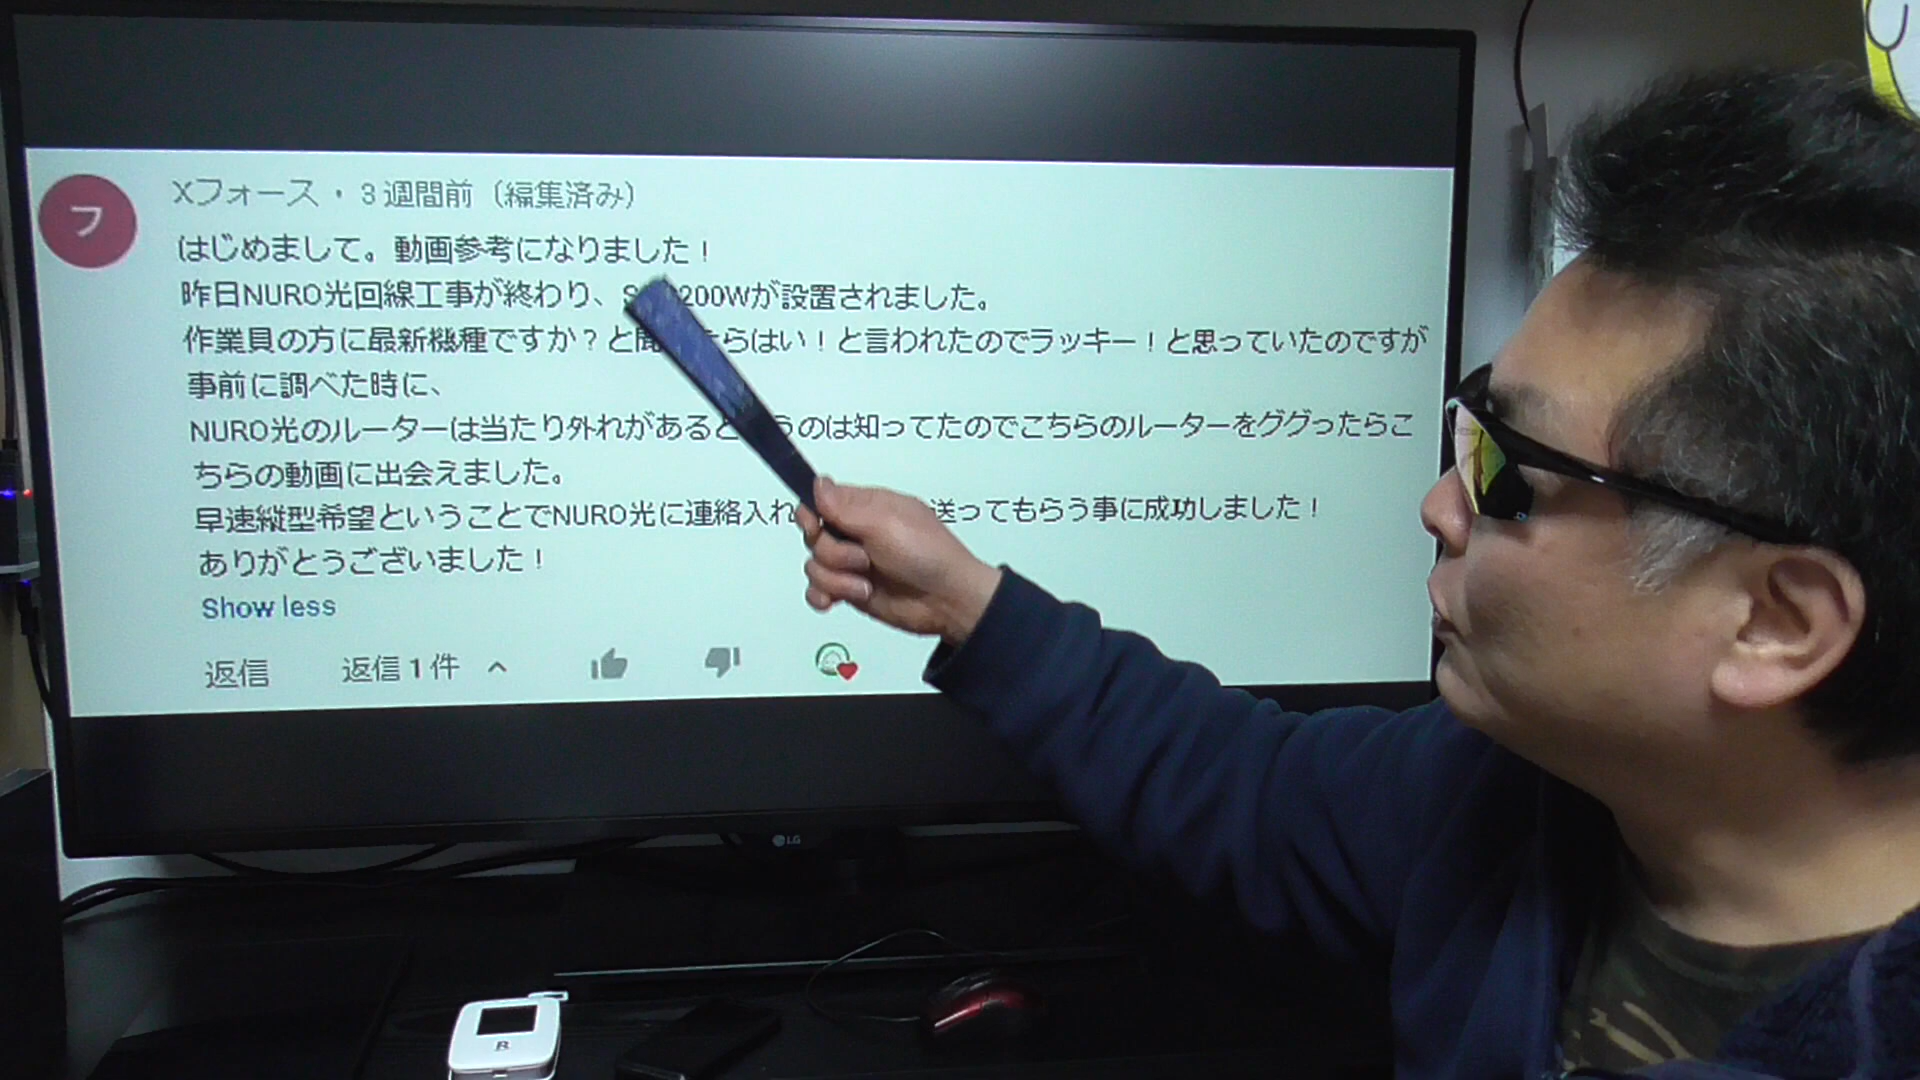 フ
Xフォース・3 週間前（編集済み）
はじめまして。動画参考になりました！
昨日NURO光回線工事が終わり、S 200Wが設置されました。
作業員の方に最新機種ですか？と聞 たらはい！と言われたのでラッキー！と思っていたのですが
事前に調べた時に、
NURO光のルーターは当たり外れがあると うのは知ってたのでこちらのルーターをググったらこ
ちらの動画に出会えました。
早速縦型希望ということでNURO光に連絡入れ 送ってもらう事に成功しました！
ありがとうございました！
Show less
返信 返信 1 件
LG
R